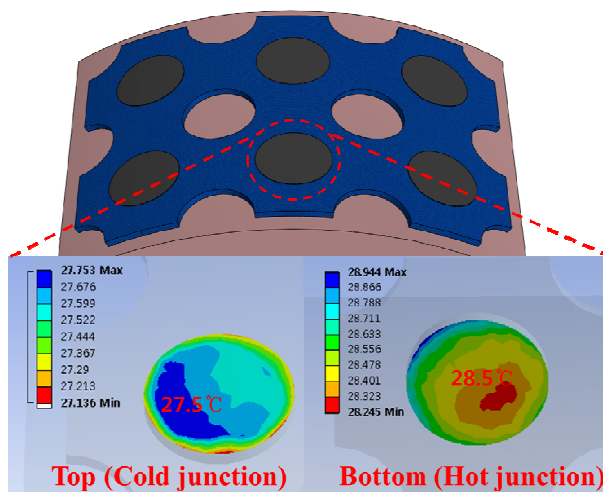 27.753 Max
27.676
27.599
27.522
27.444
27.367
27.29
27.213
27.136 Min
27.5℃
Top (Cold junction)
28.944 Max
28.866
28.788
28.711
28.633
28.556
28.478
28.401
28.323
28.245 Min
28.5℃
Bottom (Hot junction)